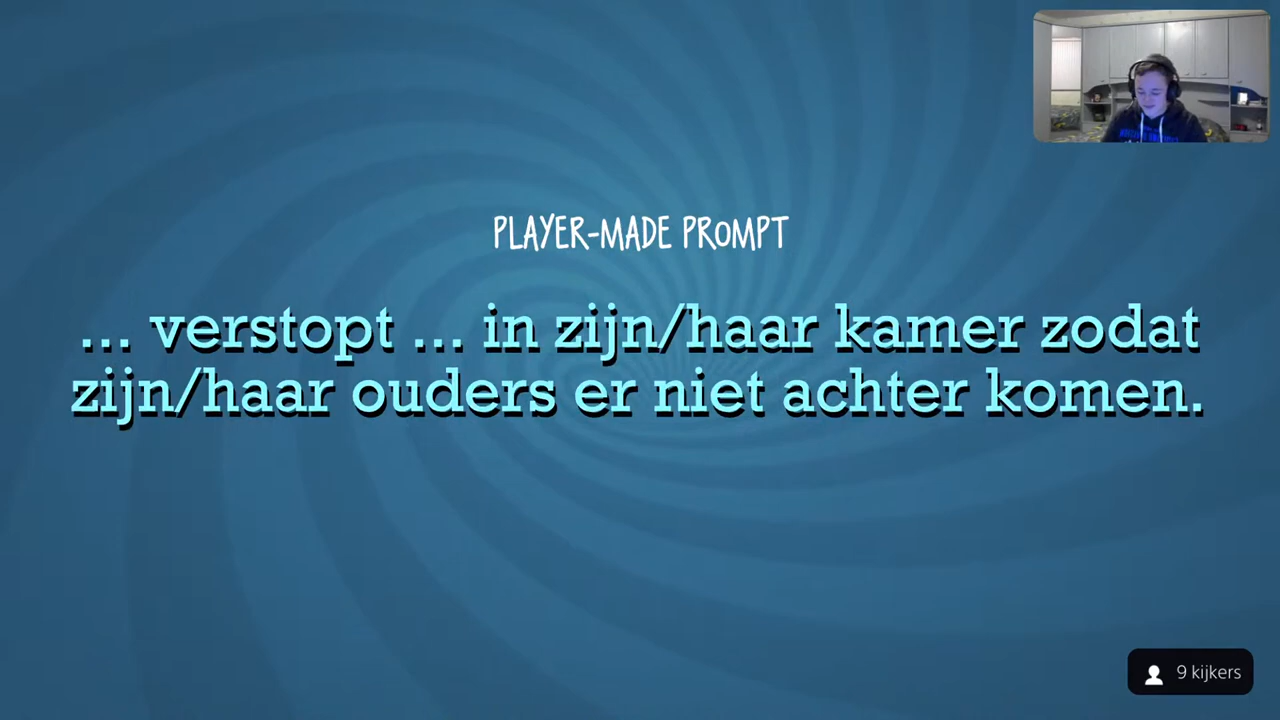 PLAYER-MADE PROMPT
... verstopt ... in zijn/haar kamer zodat
zijn/haar ouders er niet achter komen.
9 kijkers